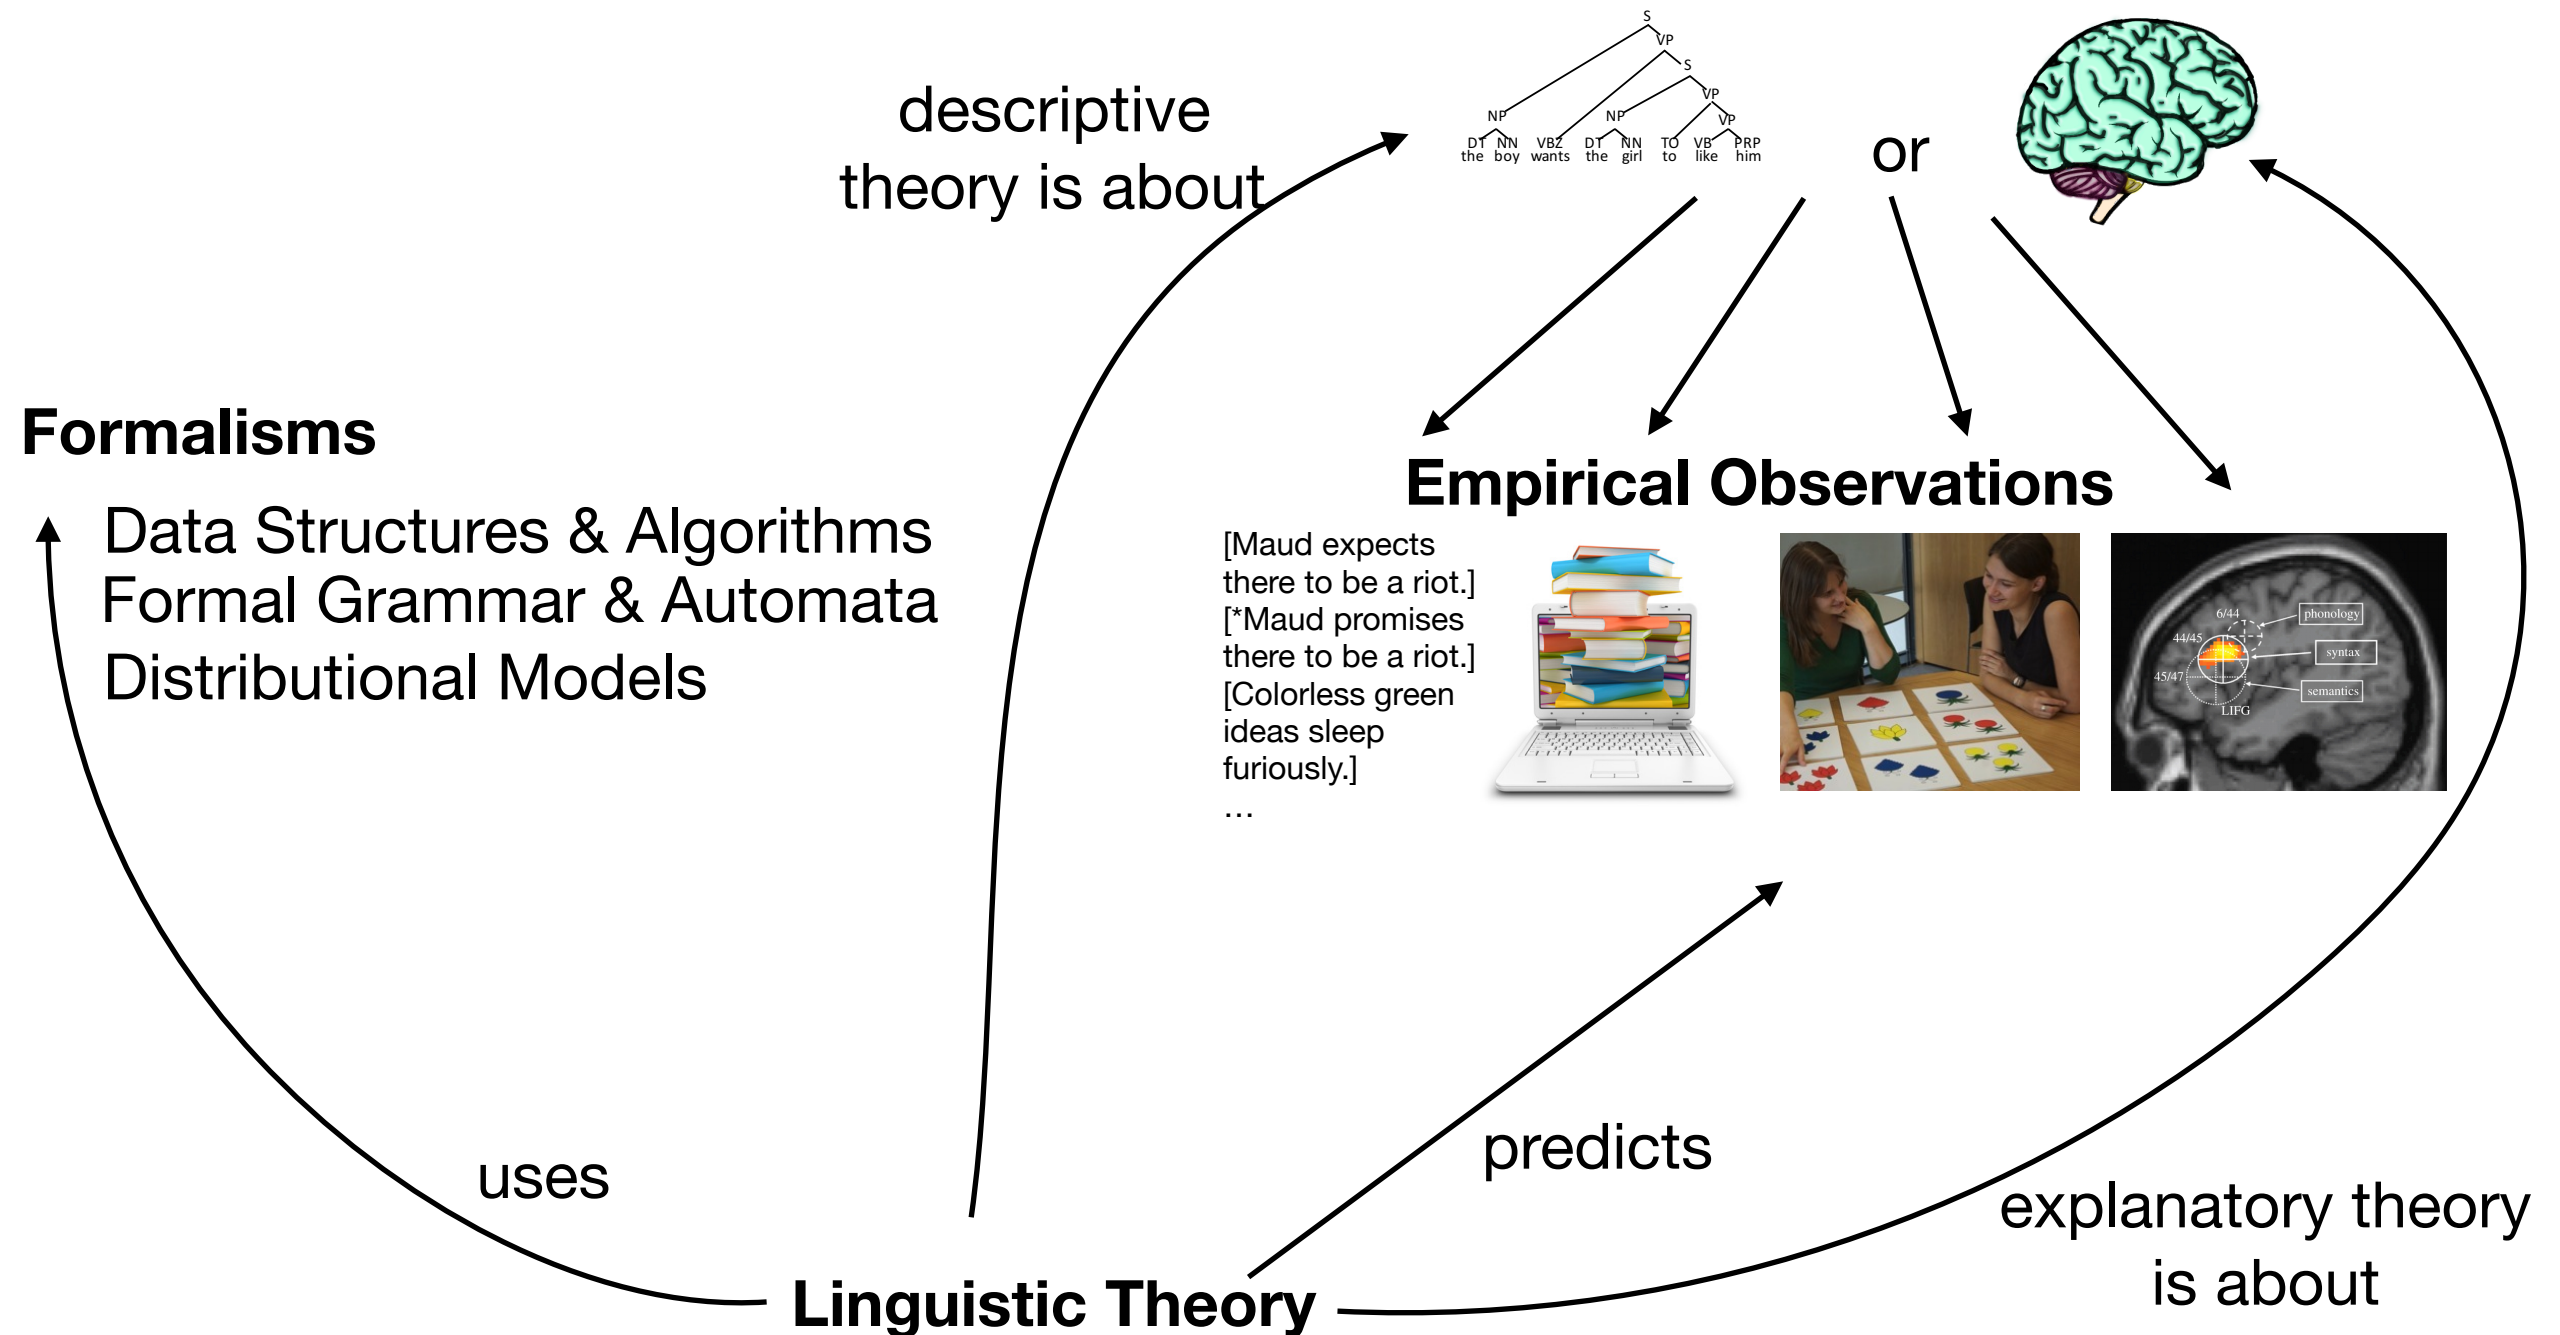 S
VP
S
VP
NP NP VP
DT NN VBZ DT NN TO VB PRP
the boy wants the girl to like him
descriptive
theory is about
or
Formalisms
Data Structures & Algorithms
Formal Grammar & Automata
Distributional Models
Empirical Observations
[Maud expects
there to be a riot.]
[*Maud promises
there to be a riot.]
[Colorless green
ideas sleep
furiously.]
…
6/44 phonology
44/45
syntax
45/47
semantics
LIFG
uses
predicts
explanatory theory
is about
Linguistic Theory